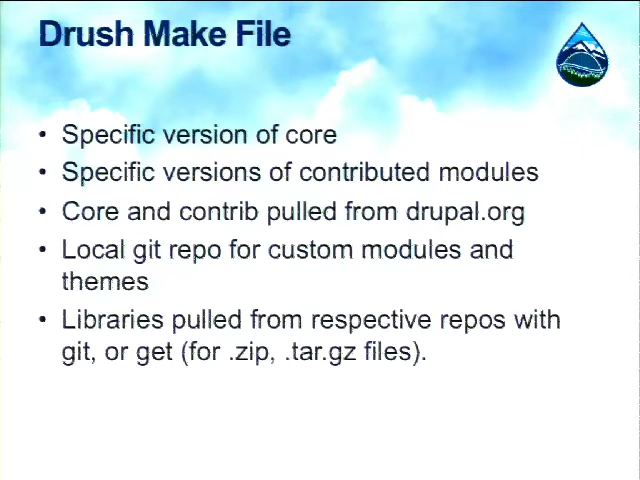 Drush Make File
• Specific version of core
• Specific versions of contributed modules
• Core and contrib pulled from drupal.org
• Local git repo for custom modules and
themes
• Libraries pulled from respective repos with
git, or get (for .zip, .tar.gz files).